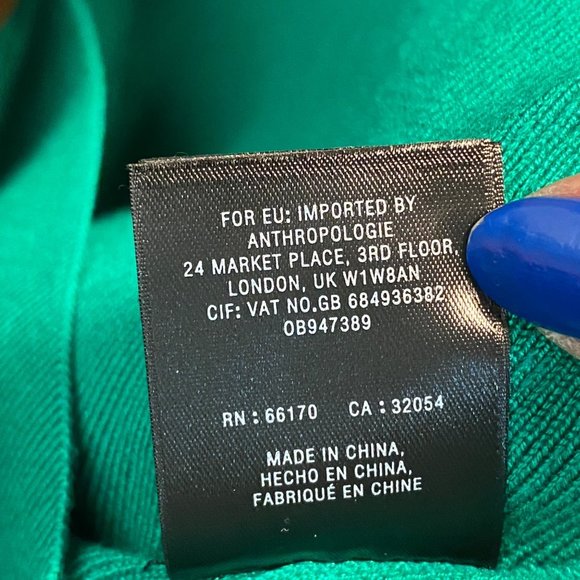 FOR EU: IMPORTED BY
ANTHROPOLOGIE
24 MARKET PLACE, 3RD FLOOR
LONDON, UK W1W8AN
CIF: VAT NO.GB 684936382
OB947389
RN : 66170 CA : 32054
MADE IN CHINA,
HECHO EN CHINA,
FABRIQUÉ EN CHINE